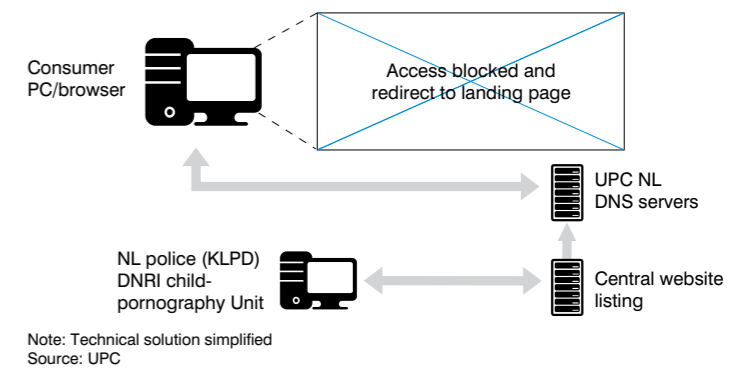 Consumer
PC/browser
Access blocked and
redirect to landing page
UPC NL
DNS servers
NL police (KLPD)
DNRI child-
pornography Unit
Central website
listing
Note: Technical solution simplified
Source: UPC